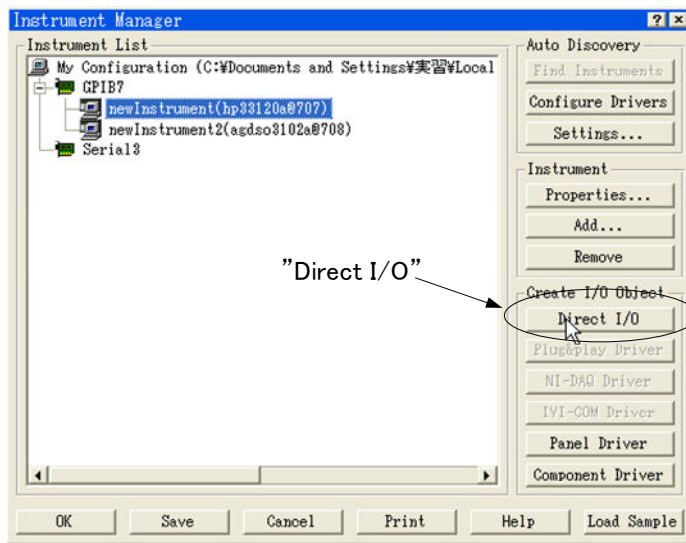 Instrument Manager
Instrument List
My Configuration (C:¥Documents and Settings¥実習¥Local
GPIB7
newInstrument(hp33120a@707)
newInstrument2(agdso3102a@708)
Serial3
Auto Discovery
Find Instruments
Configure Drivers
Settings...
Instrument
Properties...
Add...
Remove
”Direct I/O”
Create I/O Object
Direct I/O
Plug&play Driver
NI-DAQ Driver
IVI-COM Driver
Panel Driver
Component Driver
OK Save Cancel Print Help Load Sample